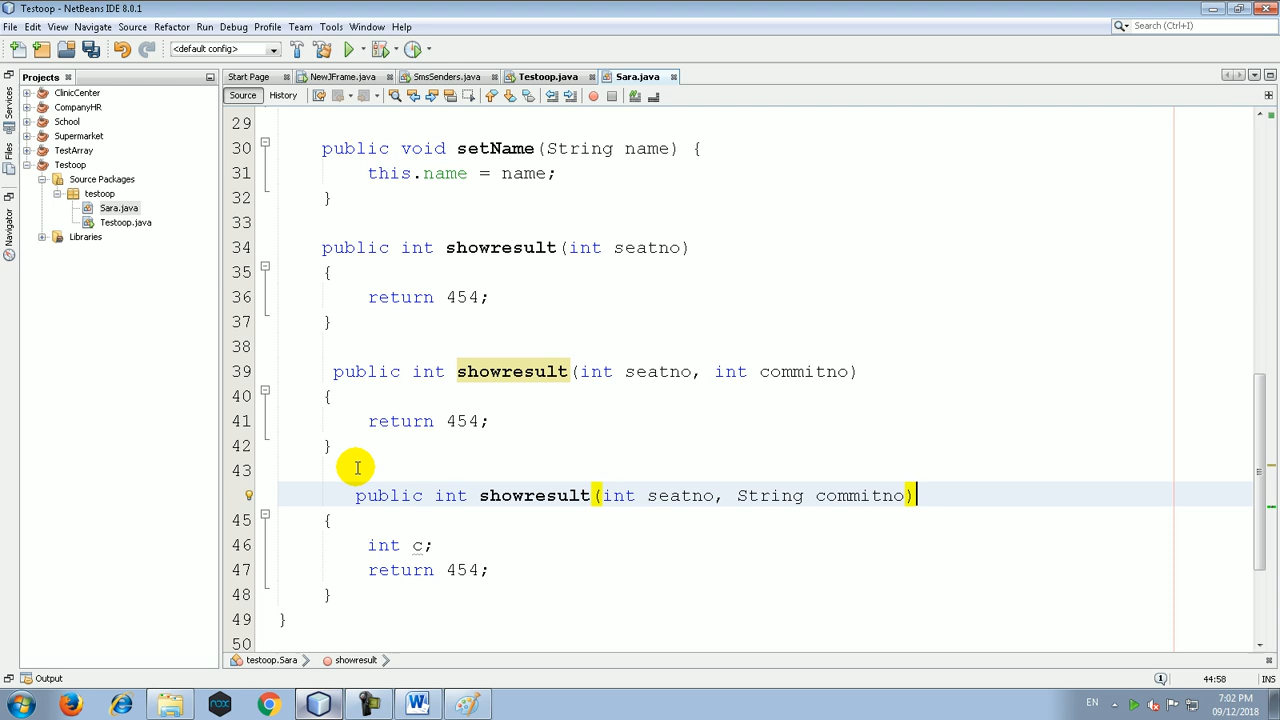 Testoop - NetBeans IDE 8.0.1
File Edit View Navigate Source Refactor Run Debug Profile Team Tools Window Help
Search (Ctrl+I)
<default config>
Projects
Start Page
NewJFrame.java
SmsSenders.java
Testoop.java
Sara.java
Source History
Services
Files
Navigator
ClinicCenter
CompanyHR
School
Supermarket
TestArray
Testoop
Source Packages
testoop
Sara.java
Testoop.java
Libraries
29
30 public void setName(String name) {
31 this.name = name;
32 }
33
34 public int showresult(int seatno)
35 {
36 return 454;
37 }
38
39 public int showresult(int seatno, int commitno)
40 {
41 return 454;
42 }
43
public int showresult(int seatno, String commitno)
45 {
46 int c;
47 return 454;
48 }
49 }
50
testoop.Sara showresult
Output
1
44:58 INS
nox
EN
7:02 PM
09/12/2018